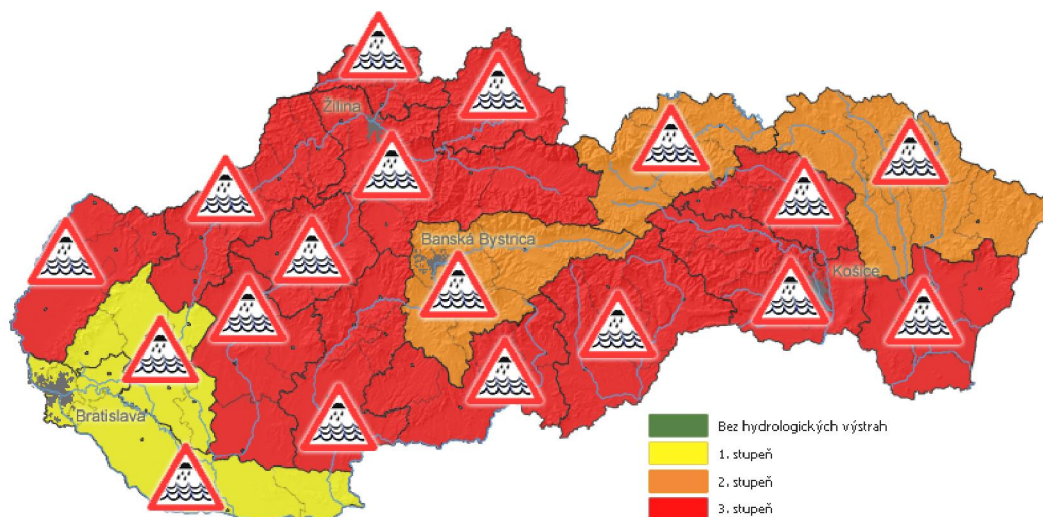 Žilina
Banská Bystrica
Košice
Bratislava
Bez hydrologických výstrah
1. stupeň
2. stupeň
3. stupeň